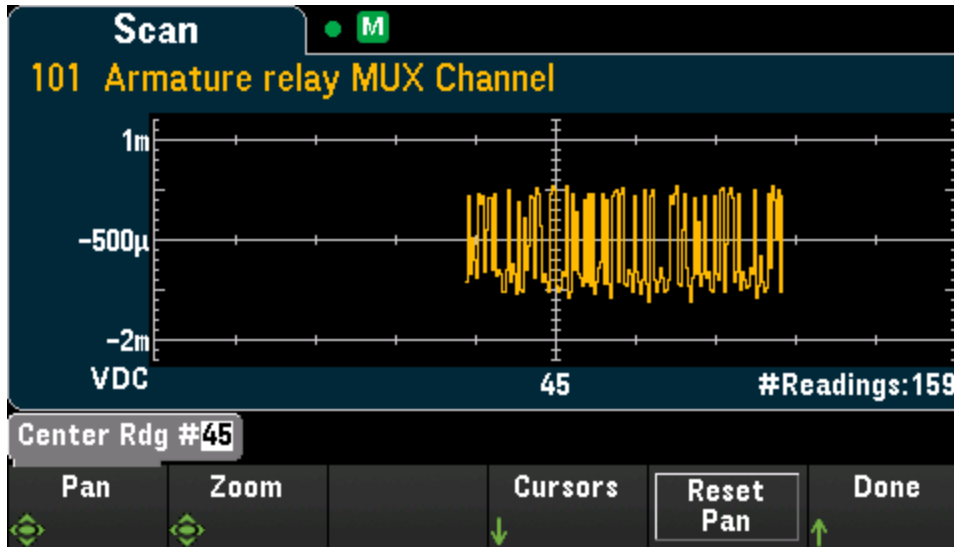 Scan M
101 Armature relay MUX Channel
1m
-500µ
-2m
VDC 45 #Readings:159
Center Rdg #45
Pan Zoom Cursors Reset Pan Done